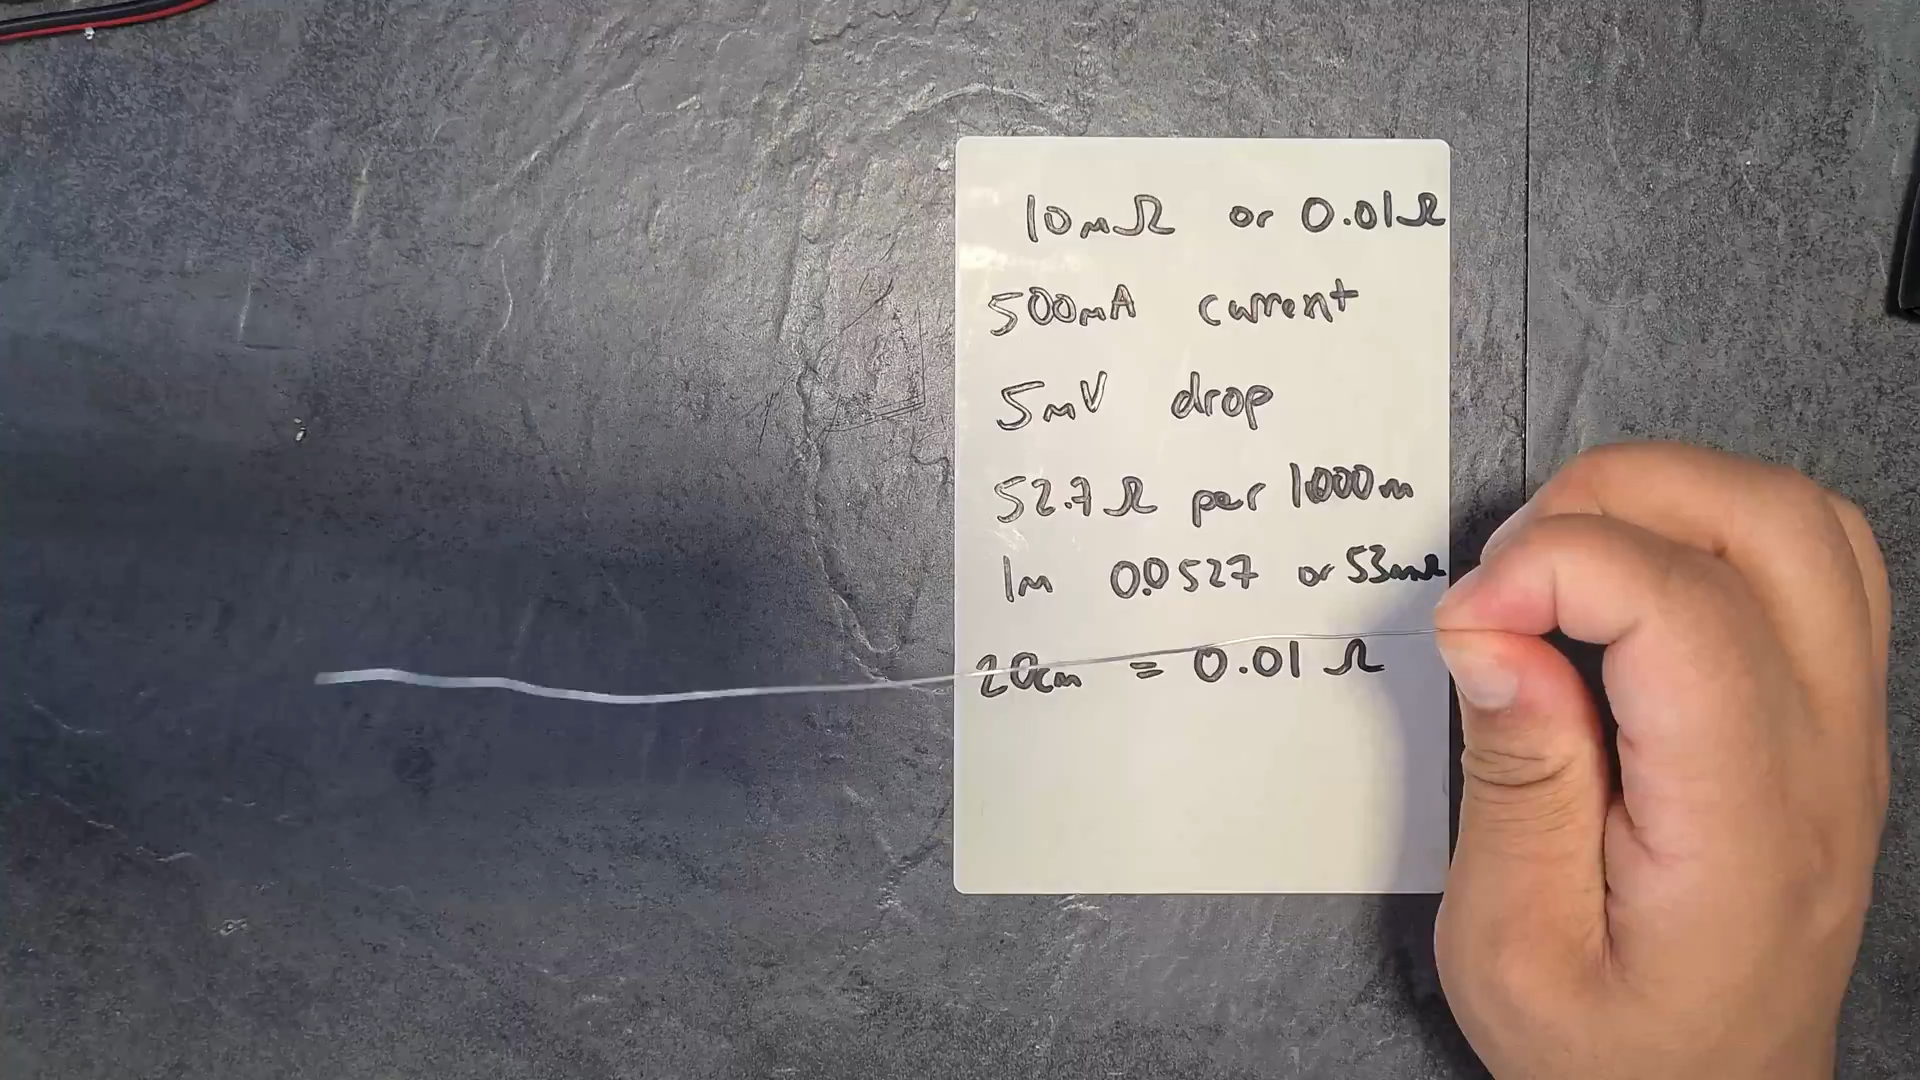 10mΩ or 0.01Ω
500mA current
5mV drop
52.7Ω per 1000m
1m 0.0527 or 53mΩ
20cm = 0.01Ω